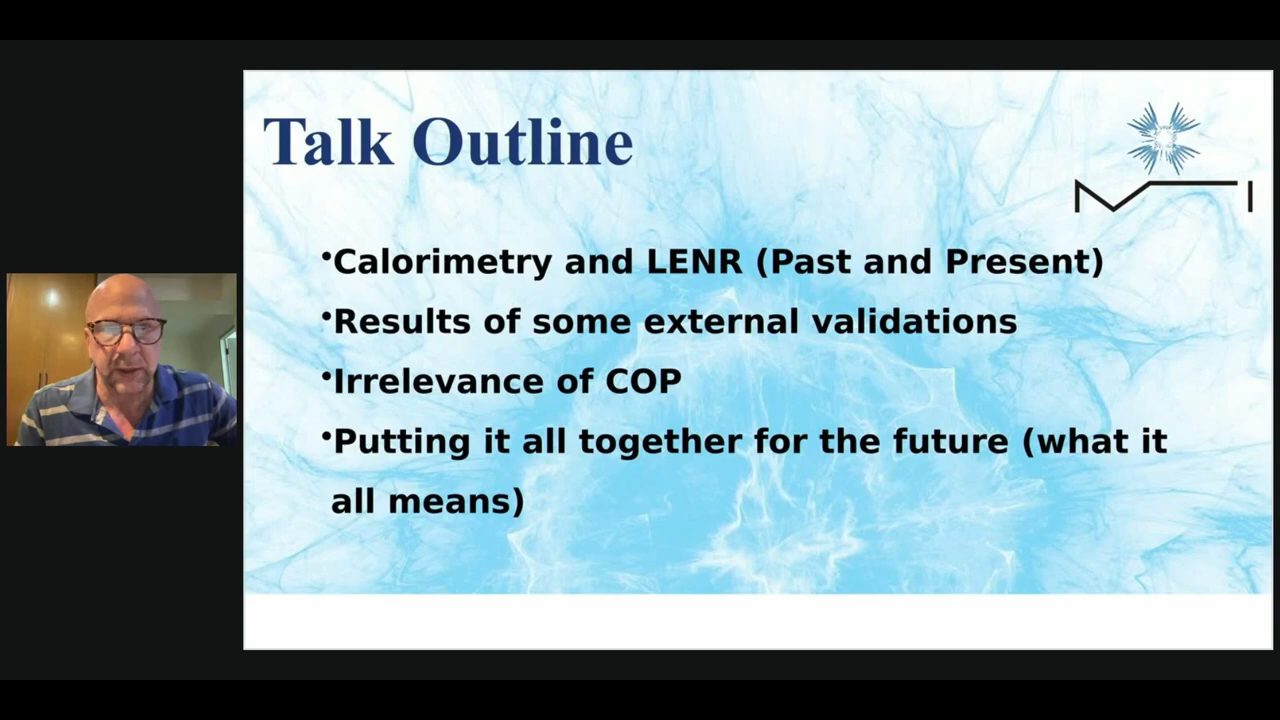 Talk Outline
•Calorimetry and LENR (Past and Present)
•Results of some external validations
•Irrelevance of COP
•Putting it all together for the future (what it
all means)